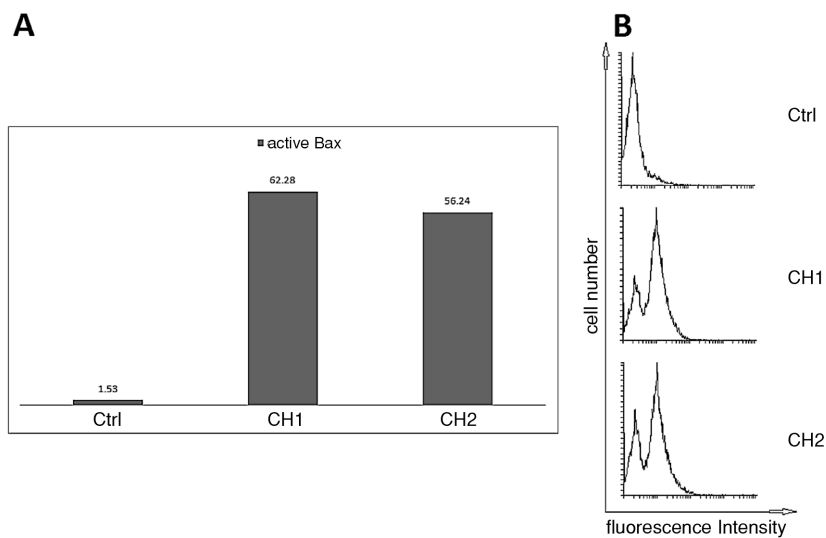 A
active Bax
1.53
62.28
56.24
Ctrl CH1 CH2
B
Ctrl
CH1
CH2
cell number
fluorescence Intensity